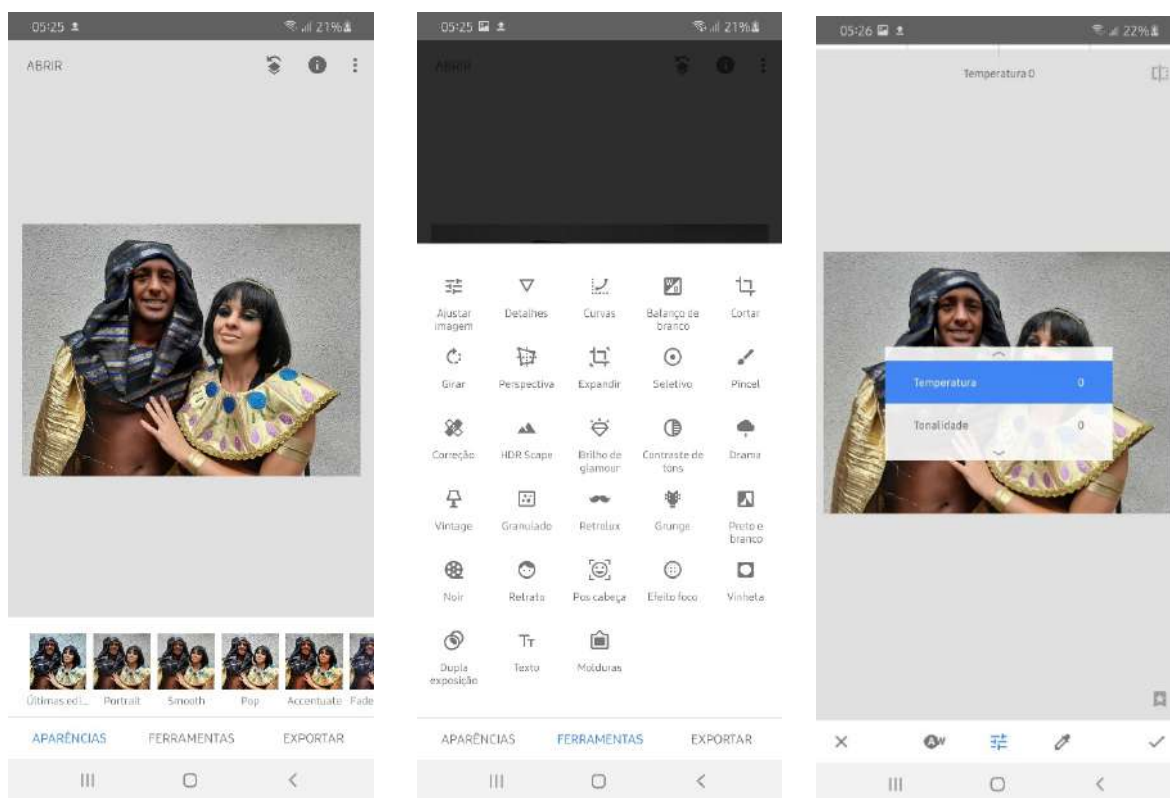 05:25
21%
ABRIR
Últimas edi...
Portrait
Smooth
Pop
Accentuate
Fade
APARÊNCIAS
FERRAMENTAS
EXPORTAR
05:25
21%
ABRIR
Ajustar imagem
Detalhes
Curvas
Balanço de branco
Cortar
Girar
Perspectiva
Expandir
Seletivo
Pincel
Correção
HDR Scape
Brilho de glamour
Contraste de tons
Drama
Vintage
Granulado
Retrolux
Grunge
Preto e branco
Noir
Retrato
Pos cabeça
Efeito foco
Vinheta
Dupla exposição
Texto
Molduras
APARÊNCIAS
FERRAMENTAS
EXPORTAR
05:26
22%
Temperatura 0
Temperatura 0
Tonalidade 0